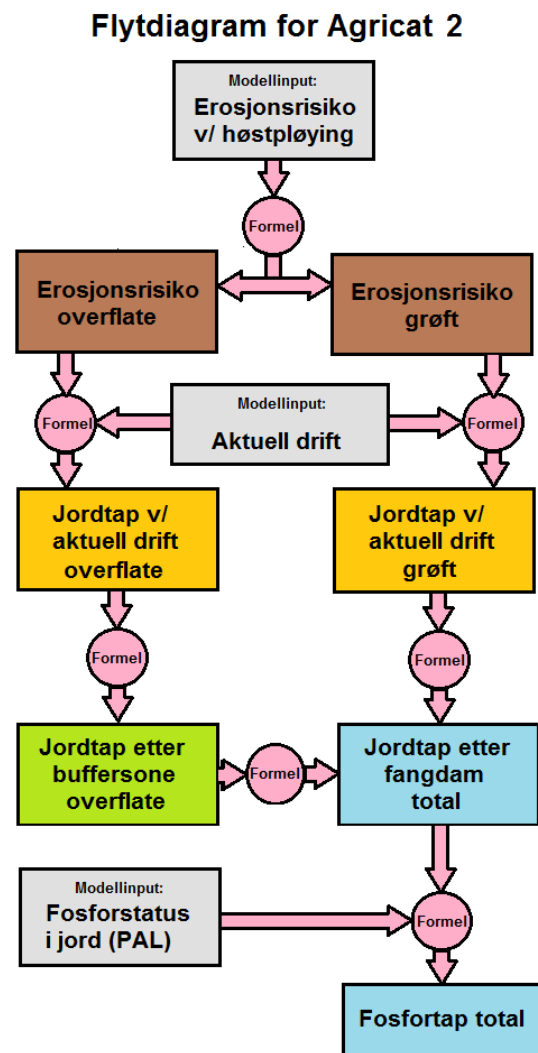 Flytdiagram for Agricat 2
Modellinput:
Erosjonsrisiko
v/ høstpløying
Formel
Erosjonsrisiko
overflate
Erosjonsrisiko
grøft
Formel
Modellinput:
Aktuell drift
Formel
Jordtap v/
aktuell drift
overflate
Jordtap v/
aktuell drift
grøft
Formel
Formel
Jordtap etter
buffersone
overflate
Formel
Jordtap etter
fangdam
total
Modellinput:
Fosforstatus
i jord (PAL)
Formel
Fosfortap total